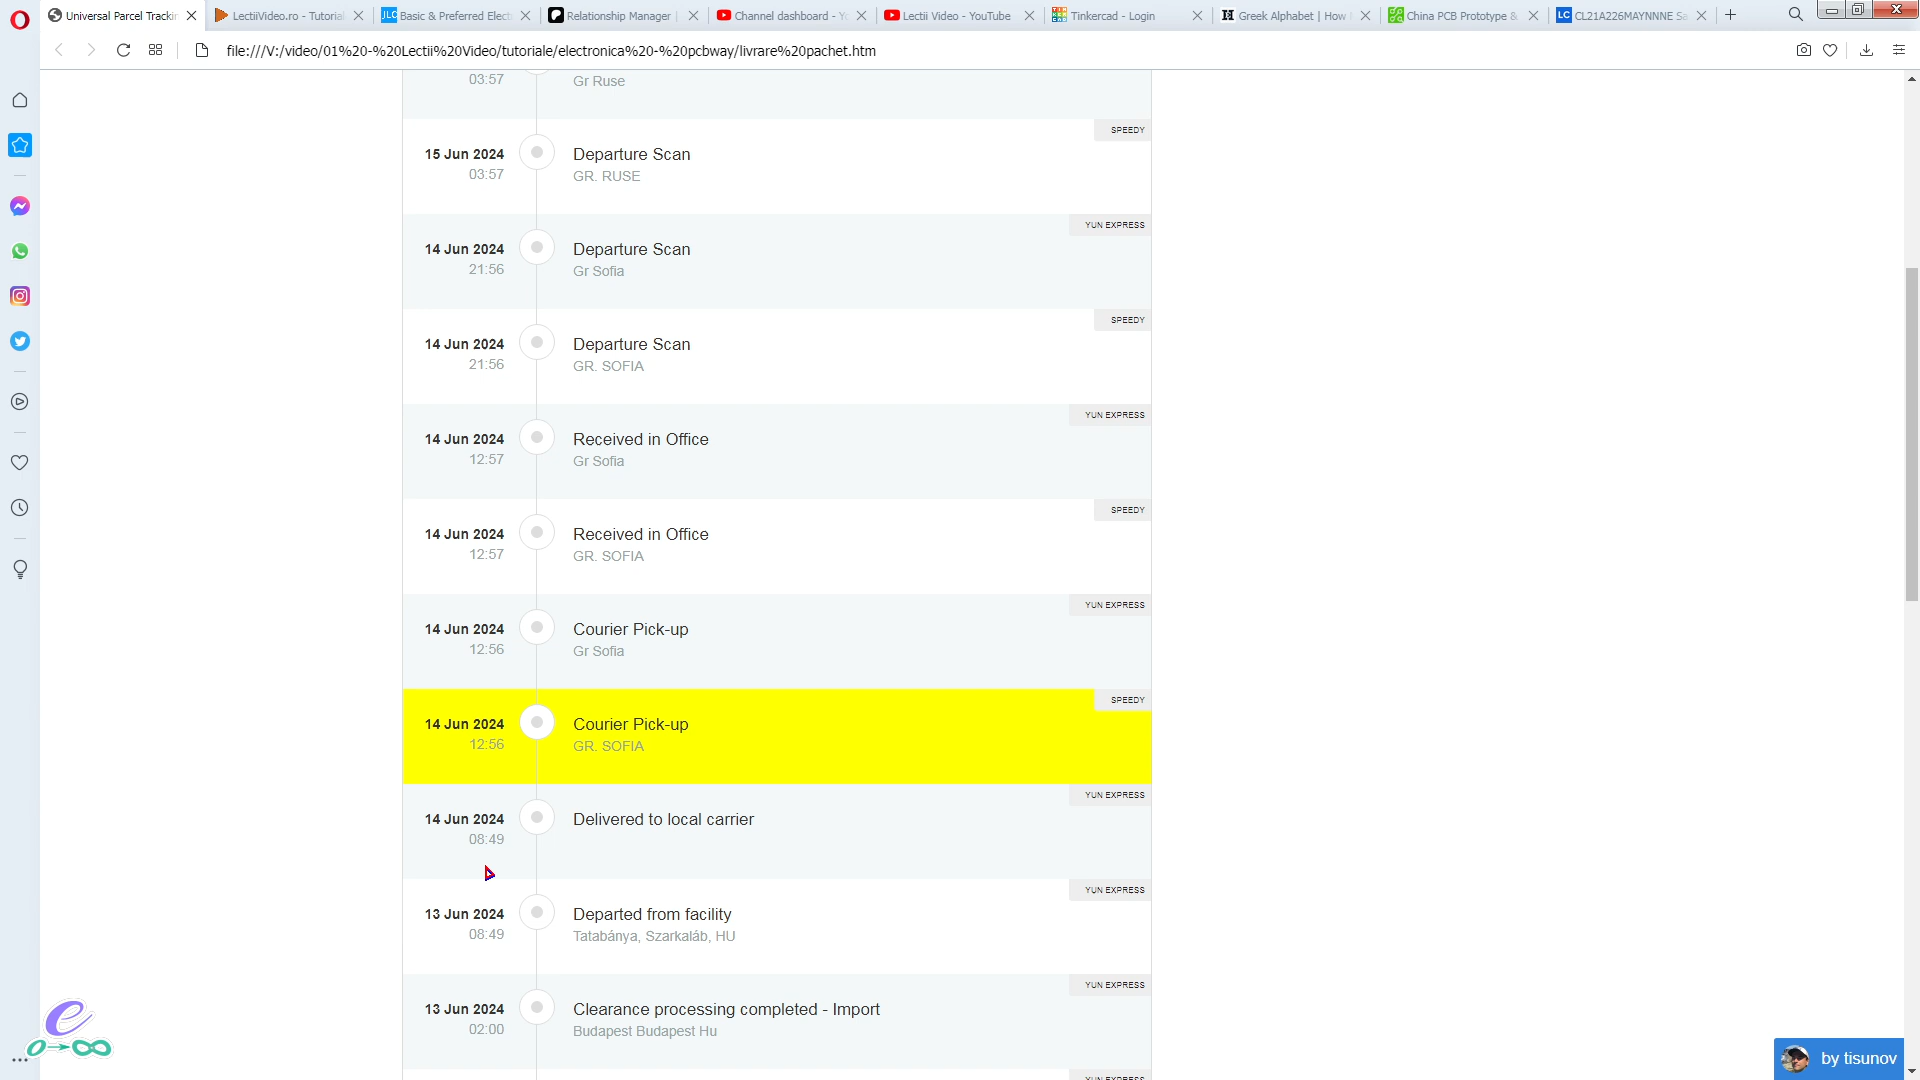 Universal Parcel Trackin
LectiiVideo.ro - Tutoria
JLC Basic & Preferred Elect
Relationship Manager |
Channel dashboard - Y
Lectii Video - YouTube
Tinkercad - Login
Greek Alphabet | How
China PCB Prototype &
LC CL21A226MAYNNNE Sa
file:///V:/video/01%20-%20Lectii%20Video/tutoriale/electronica%20-%20pcbway/livrare%20pachet.htm
03:57
Gr Ruse
SPEEDY
15 Jun 2024
Departure Scan
03:57
GR. RUSE
YUN EXPRESS
14 Jun 2024
Departure Scan
21:56
Gr Sofia
SPEEDY
14 Jun 2024
Departure Scan
21:56
GR. SOFIA
YUN EXPRESS
14 Jun 2024
Received in Office
12:57
Gr Sofia
SPEEDY
14 Jun 2024
Received in Office
12:57
GR. SOFIA
YUN EXPRESS
14 Jun 2024
Courier Pick-up
12:56
Gr Sofia
SPEEDY
14 Jun 2024
Courier Pick-up
12:56
GR. SOFIA
YUN EXPRESS
14 Jun 2024
Delivered to local carrier
08:49
YUN EXPRESS
13 Jun 2024
Departed from facility
08:49
Tatabánya, Szarkaláb, HU
YUN EXPRESS
13 Jun 2024
Clearance processing completed - Import
02:00
Budapest Budapest Hu
YUN EXPRESS
by tisunov